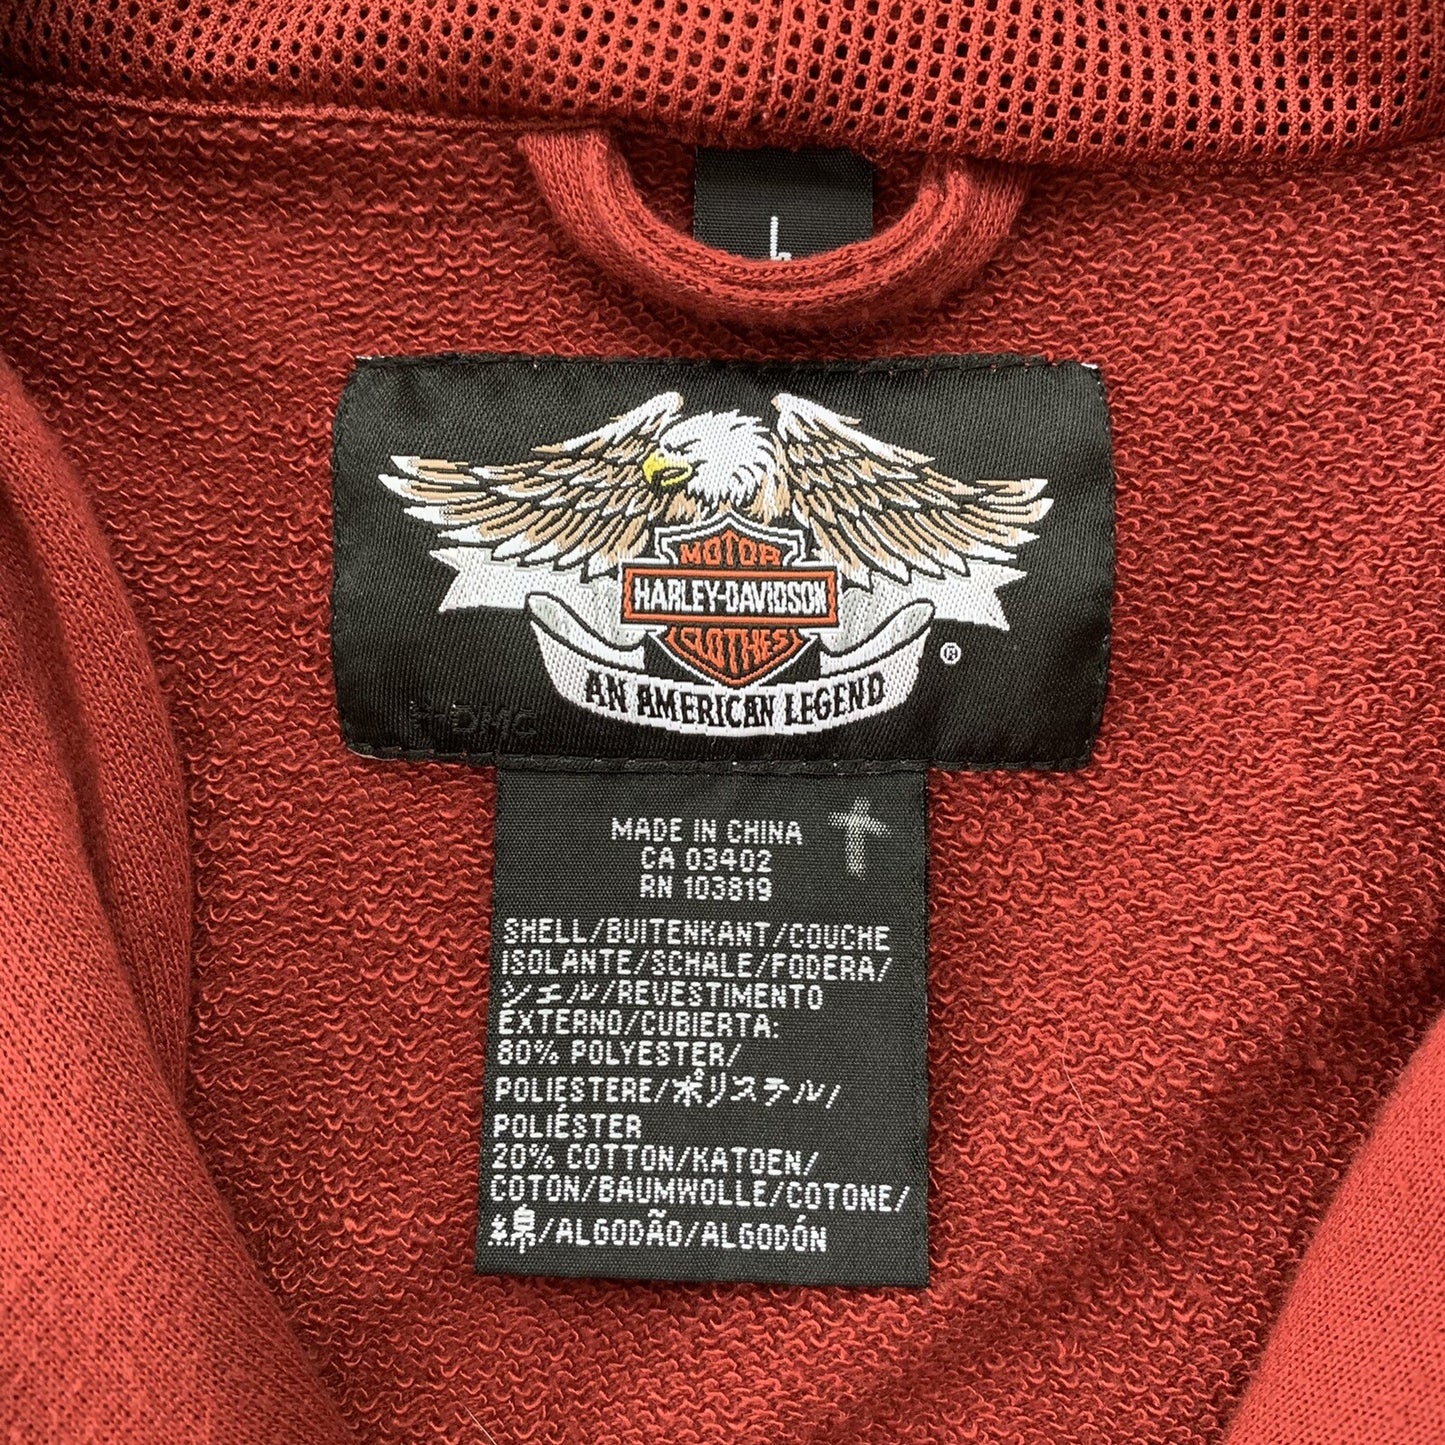 MOTOR
HARLEY-DAVIDSON
CLOTHES
®
AN AMERICAN LEGEND
HDMC
MADE IN CHINA
CA 03402
RN 103819
SHELL/BUITENKANT/COUCHE
ISOLANTE/SCHALE/FODERA/
シエル/REVESTIMENTO
EXTERNO/CUBIERTA:
80% POLYESTER/
POLIESTERE/ポリステル/
POLIÉSTER
20% COTTON/KATOEN/
COTON/BAUMWOLLE/COTONE/
綿/ALGODÃO/ALGODÓN